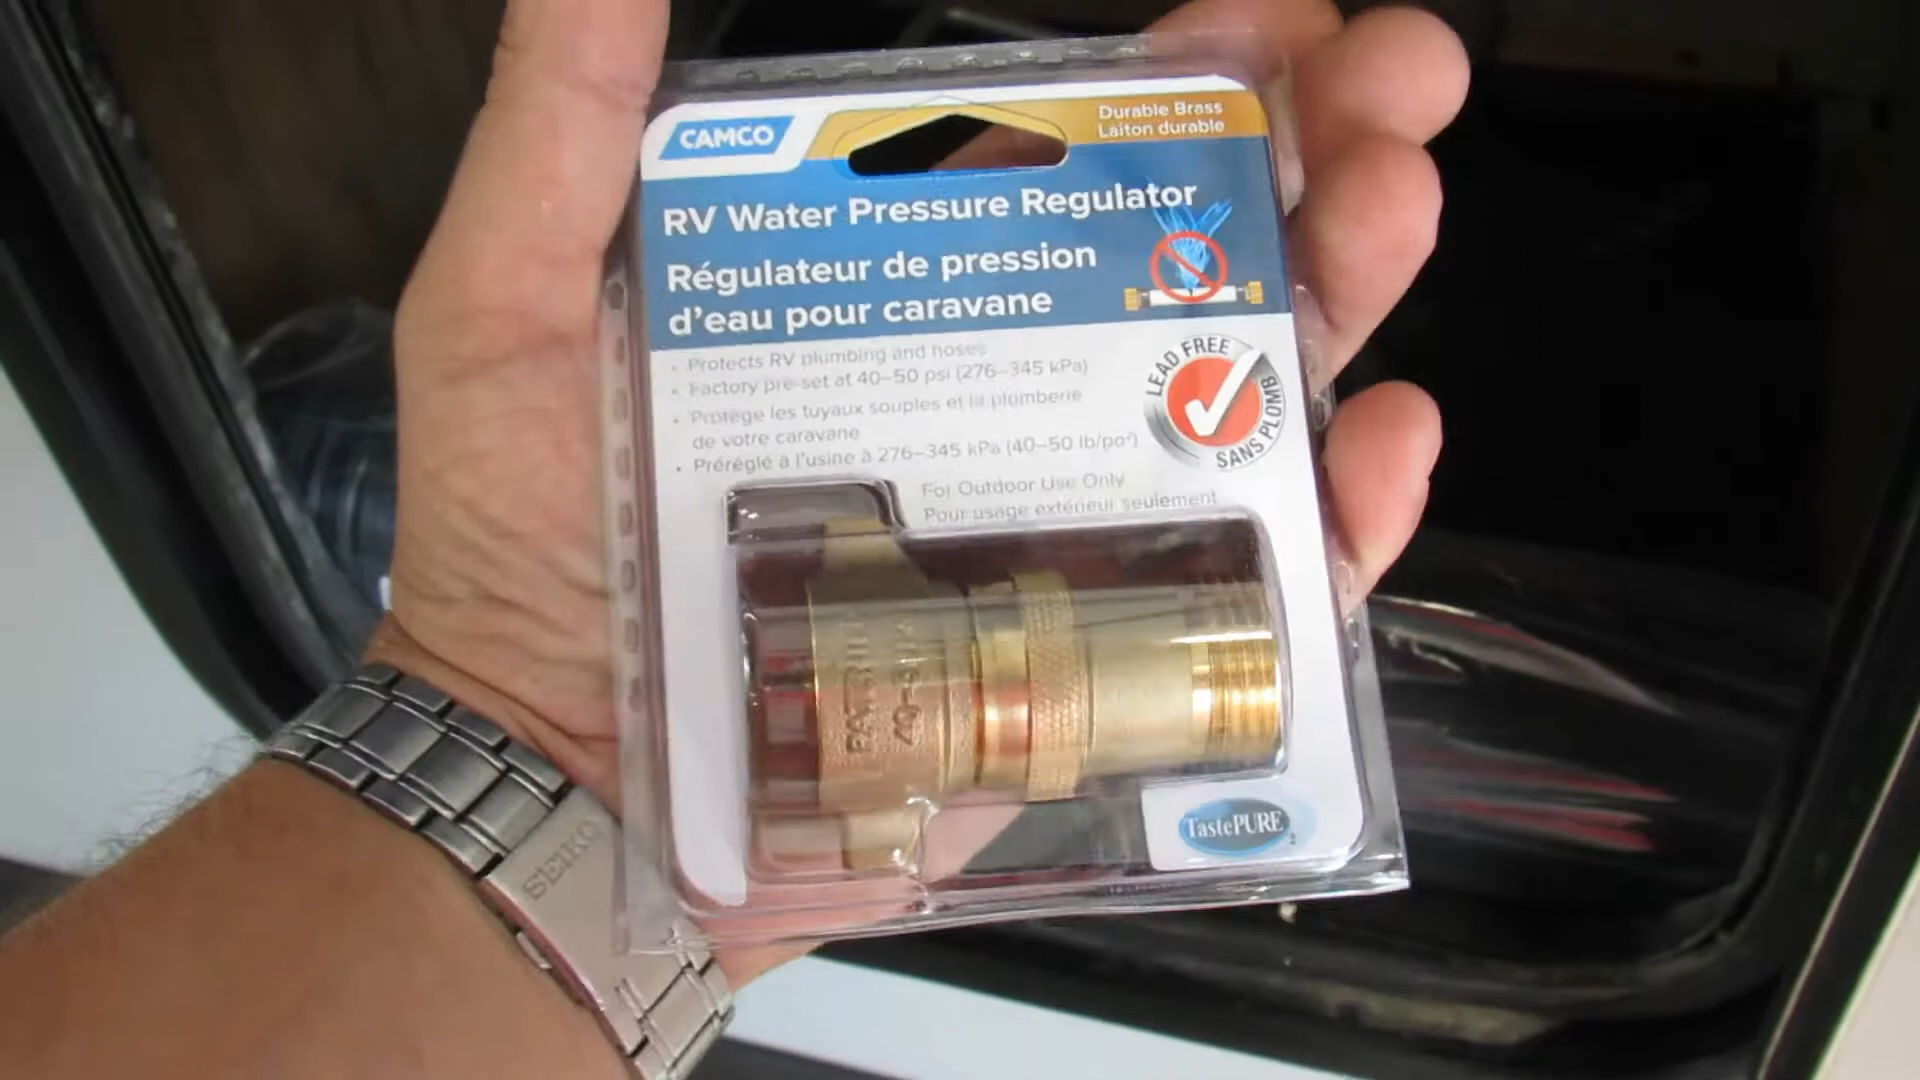 CAMCO
Durable Brass
Laiton durable
RV Water Pressure Regulator
Régulateur de pression
d'eau pour caravane
• Protects RV plumbing and hoses
• Factory pre-set at 40–50 psi (276–345 kPa)
• Protège les tuyaux souples et la plomberie
de votre caravane
• Préréglé à l'usine à 276–345 kPa (40–50 lb/po²)
LEAD FREE
SANS PLOMB
For Outdoor Use Only
Pour usage extérieur seulement
TastePURE
SEIKO